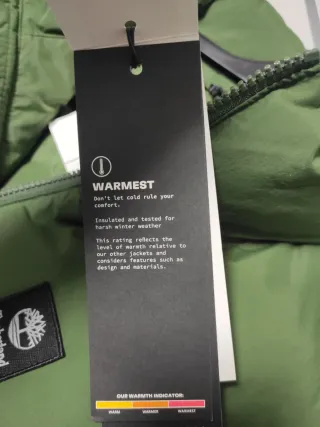 WARMEST
Don't let cold rule your
comfort.
Insulated and tested for
harsh winter weather
This rating reflects the
level of warmth relative to
our other jackets and
considers features such as
design and materials.
OUR WARMTH INDICATOR:
WARM WARMER WARMEST